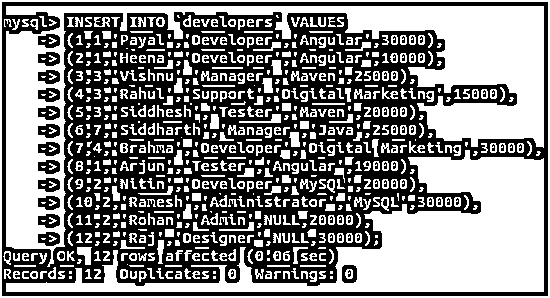 mysql> INSERT INTO `developers` VALUES
-> (1,1,'Payal','Developer','Angular',30000),
-> (2,1,'Heena','Developer','Angular',10000),
-> (3,3,'Vishnu','Manager','Maven',25000),
-> (4,3,'Rahul','Support','Digital Marketing',15000),
-> (5,3,'Siddhesh','Tester','Maven',20000),
-> (6,7,'Siddharth','Manager','Java',25000),
-> (7,4,'Brahma','Developer','Digital Marketing',30000),
-> (8,1,'Arjun','Tester','Angular',19000),
-> (9,2,'Nitin','Developer','MySQL',20000),
-> (10,2,'Ramesh','Administrator','MySQL',30000),
-> (11,2,'Rohan','Admin',NULL,20000),
-> (12,2,'Raj','Designer',NULL,30000);
Query OK, 12 rows affected (0.06 sec)
Records: 12  Duplicates: 0  Warnings: 0